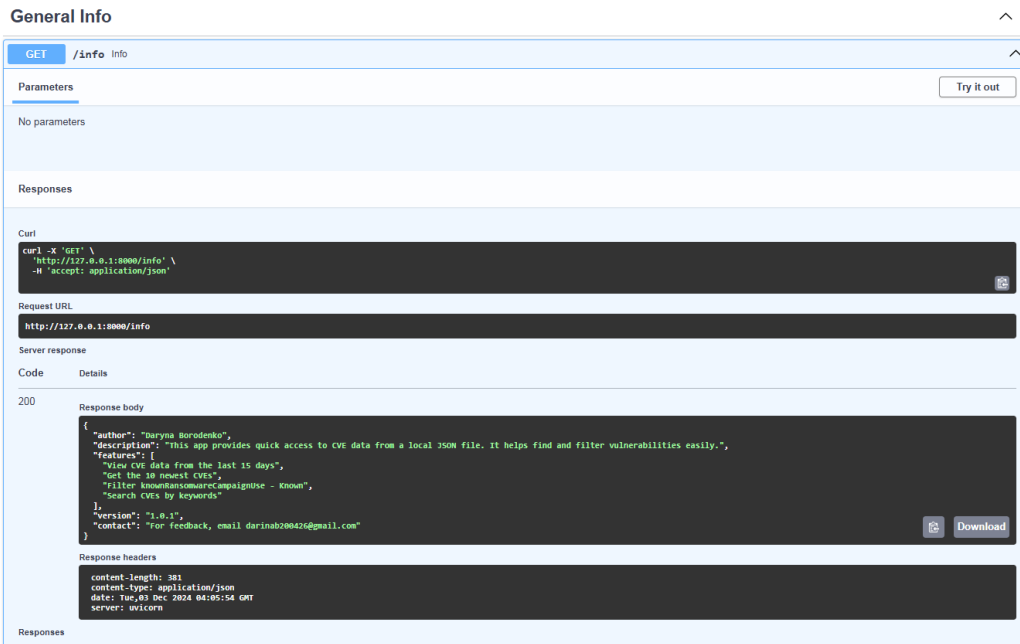 General Info
GET /info Info
Parameters
Try it out
No parameters
Responses
Curl
curl -X 'GET' \
  'http://127.0.0.1:8000/info' \
  -H 'accept: application/json'
Request URL
http://127.0.0.1:8000/info
Server response
Code Details
200
Response body
{
  "author": "Daryna Borodenko",
  "description": "This app provides quick access to CVE data from a local JSON file. It helps find and filter vulnerabilities easily.",
  "features": [
    "View CVE data from the last 15 days",
    "Get the 10 newest CVEs",
    "Filter knownRansomwareCampaignUse - Known",
    "Search CVEs by keywords"
  ],
  "version": "1.0.1",
  "contact": "For feedback, email darinab200426@gmail.com"
}
Download
Response headers
content-length: 381
content-type: application/json
date: Tue,03 Dec 2024 04:05:54 GMT
server: uvicorn
Responses